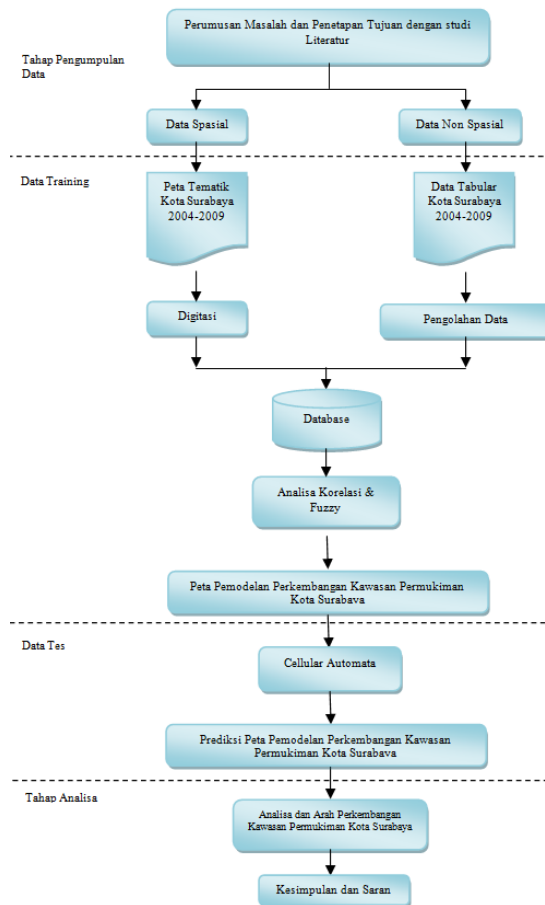 Perumusan Masalah dan Penetapan Tujuan dengan studi
Literatur
Tahap Pengumpulan
Data
Data Spasial
Data Non Spasial
Data Training
Peta Tematik
Kota Surabaya
2004-2009
Data Tabular
Kota Surabaya
2004-2009
Digitasi
Pengolahan Data
Database
Analisa Korelasi &
Fuzzy
Peta Pemodelan Perkembangan Kawasan Permukiman
Kota Surabaya
Data Tes
Cellular Automata
Prediksi Peta Pemodelan Perkembangan Kawasan
Permukiman Kota Surabaya
Tahap Analisa
Analisa dan Arah Perkembangan
Kawasan Permukiman Kota Surabaya
Kesimpulan dan Saran